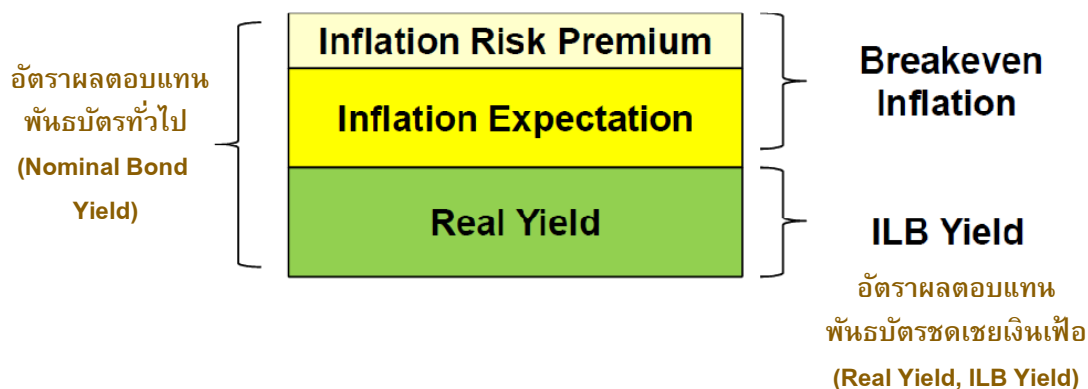 อัตราผลตอบแทน
พันธบัตรทั่วไป
(Nominal Bond
Yield)
Inflation Risk Premium
Inflation Expectation
Real Yield
Breakeven
Inflation
ILB Yield
อัตราผลตอบแทน
พันธบัตรชดเชยเงินเฟ้อ
(Real Yield, ILB Yield)